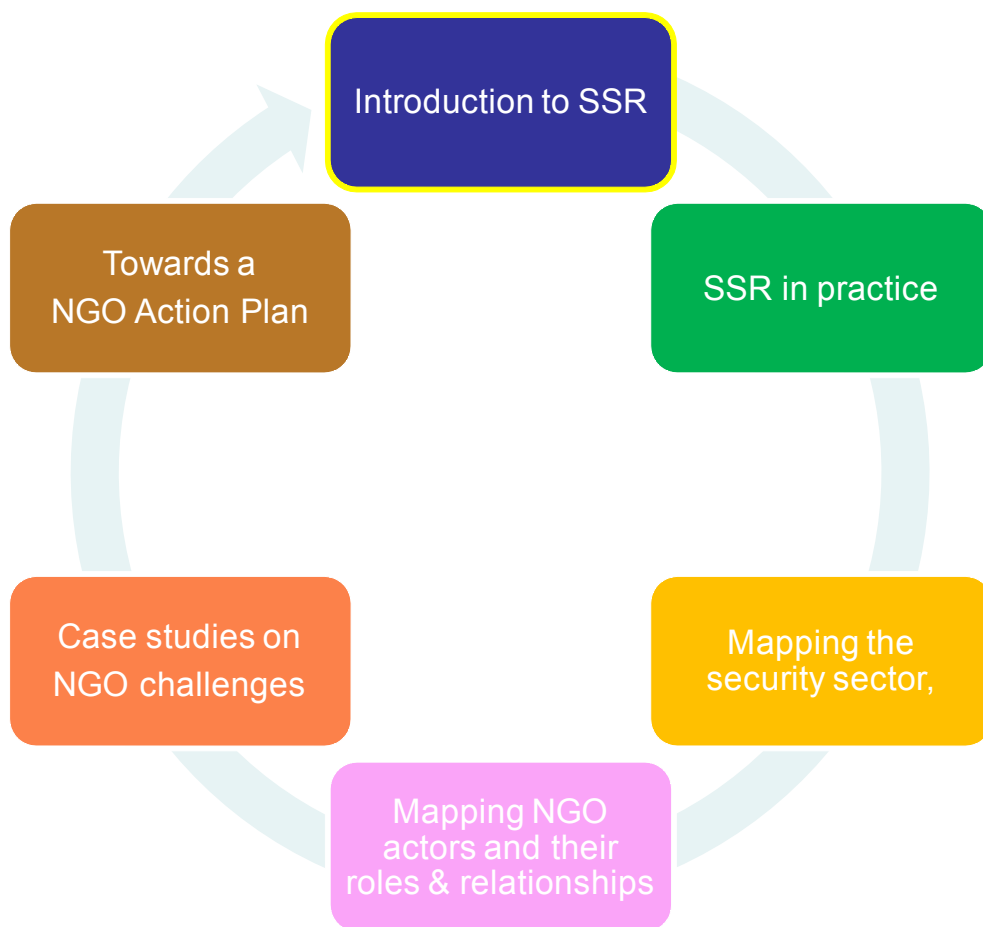 Introduction to SSR
SSR in practice
Mapping the
security sector,
Mapping NGO
actors and their
roles & relationships
Case studies on
NGO challenges
Towards a
NGO Action Plan